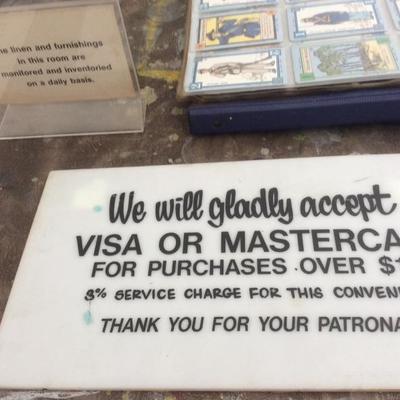 he linen and furnishings
in this room are
monitored and inventoried
on a daily basis.
We will gladly accept
VISA OR MASTERCA
FOR PURCHASES OVER $1
3% SERVICE CHARGE FOR THIS CONVENI
THANK YOU FOR YOUR PATRONA